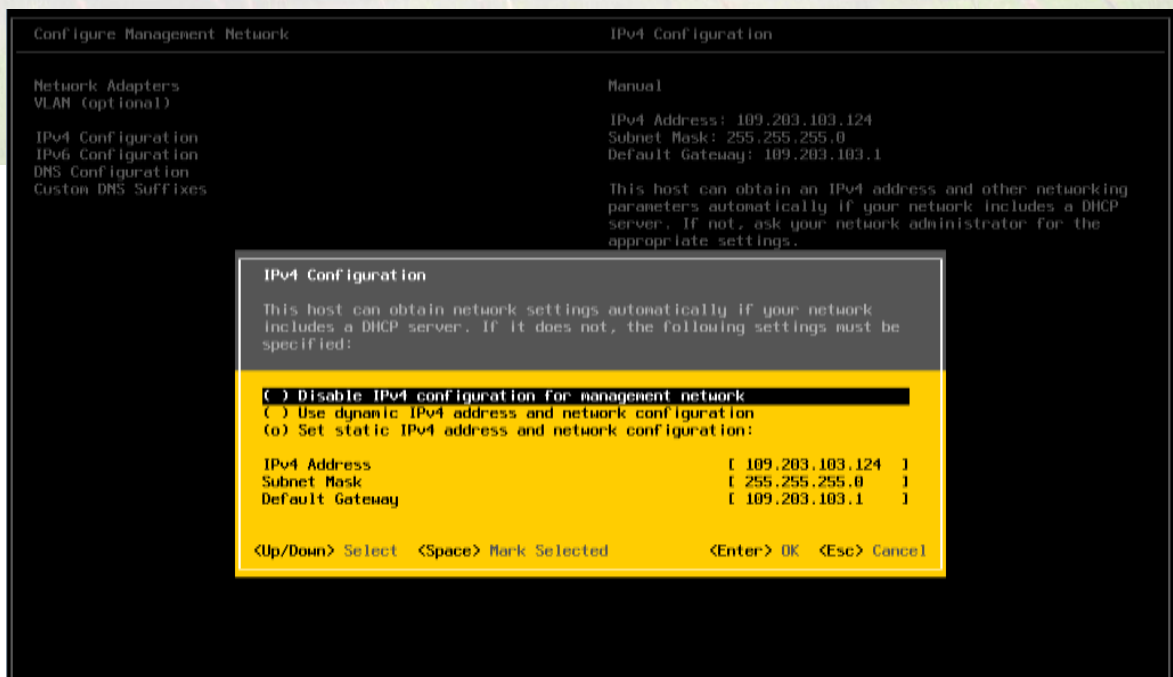 Configure Management Network
IPv4 Configuration
Network Adapters
VLAN (optional)
IPv4 Configuration
IPv6 Configuration
DNS Configuration
Custom DNS Suffixes
Manual
IPv4 Address: 109.203.103.124
Subnet Mask: 255.255.255.0
Default Gateway: 109.203.103.1
This host can obtain an IPv4 address and other networking
parameters automatically if your network includes a DHCP
server. If not, ask your network administrator for the
appropriate settings.
IPv4 Configuration
This host can obtain network settings automatically if your network
includes a DHCP server. If it does not, the following settings must be
specified:
( ) Disable IPv4 configuration for management network
( ) Use dynamic IPv4 address and network configuration
(o) Set static IPv4 address and network configuration:
IPv4 Address [ 109.203.103.124 ]
Subnet Mask [ 255.255.255.0 ]
Default Gateway [ 109.203.103.1 ]
<Up/Down> Select <Space> Mark Selected <Enter> OK <Esc> Cancel